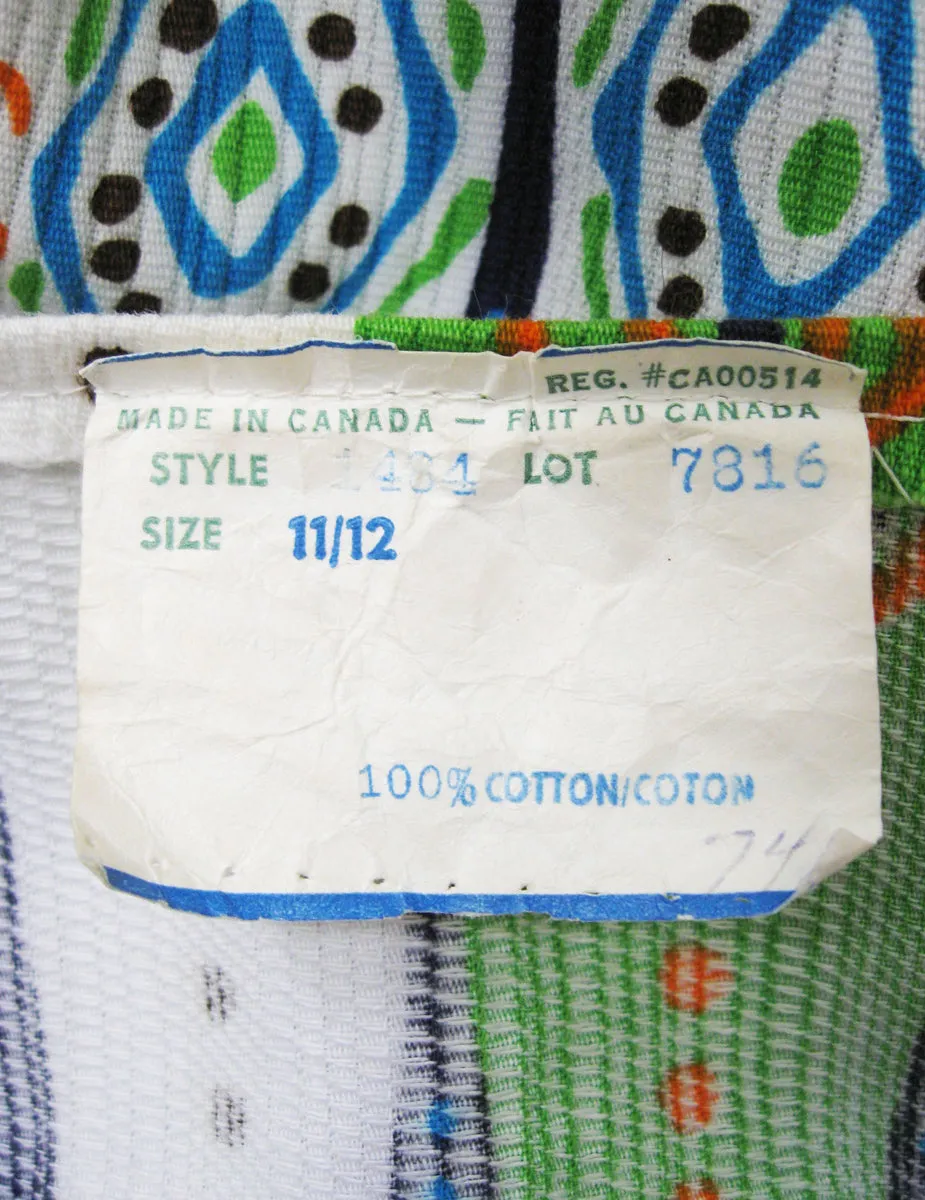 REG. #CA00514
MADE IN CANADA — FAIT AU CANADA
STYLE LOT 7816
SIZE 11/12
100% COTTON/COTON